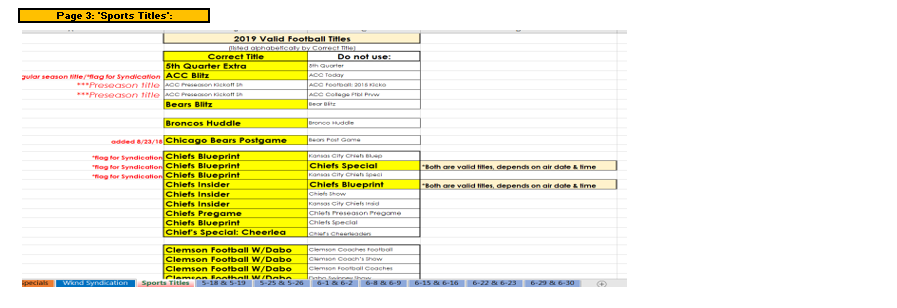 Page 3: 'Sports Titles':
2019 Valid Football Titles
(listed alphabetically by Correct Title)
Correct Title Do not use:
5th Quarter Extra 5th Quarter
gular season title/*flag for Syndication ACC Blitz ACC Today
***Preseason title ACC Preseason Kickoff Sh ACC Football: 2018 Kicko
***Preseason title ACC Preseason Kickoff Sh ACC College Ftbl Prvw
Bears Blitz Bear Blitz
Broncos Huddle Bronco Huddle
added 8/23/18 Chicago Bears Postgame Bears Post Game
*flag for Syndication Chiefs Blueprint Kansas City Chiefs Bluep
*flag for Syndication Chiefs Blueprint Chiefs Special *Both are valid titles, depends on air date & time
*flag for Syndication Chiefs Blueprint Kansas City Chiefs Speci
Chiefs Insider Chiefs Blueprint *Both are valid titles, depends on air date & time
Chiefs Insider Chiefs Show
Chiefs Insider Kansas City Chiefs Insid
Chiefs Pregame Chiefs Preseason Pregame
Chiefs Blueprint Chiefs Special
Chief's Special: Cheerlea Chief's Cheerleaders
Clemson Football W/Dabo Clemson Coaches Football
Clemson Football W/Dabo Clemson Coach's Show
Clemson Football W/Dabo Clemson Football Coaches
Clemson Football W/Dabo Dabo Swinney Show
Specials Wknd Syndication Sports Titles 5-18 & 5-19 5-25 & 5-26 6-1 & 6-2 6-8 & 6-9 6-15 & 6-16 6-22 & 6-23 6-29 & 6-30